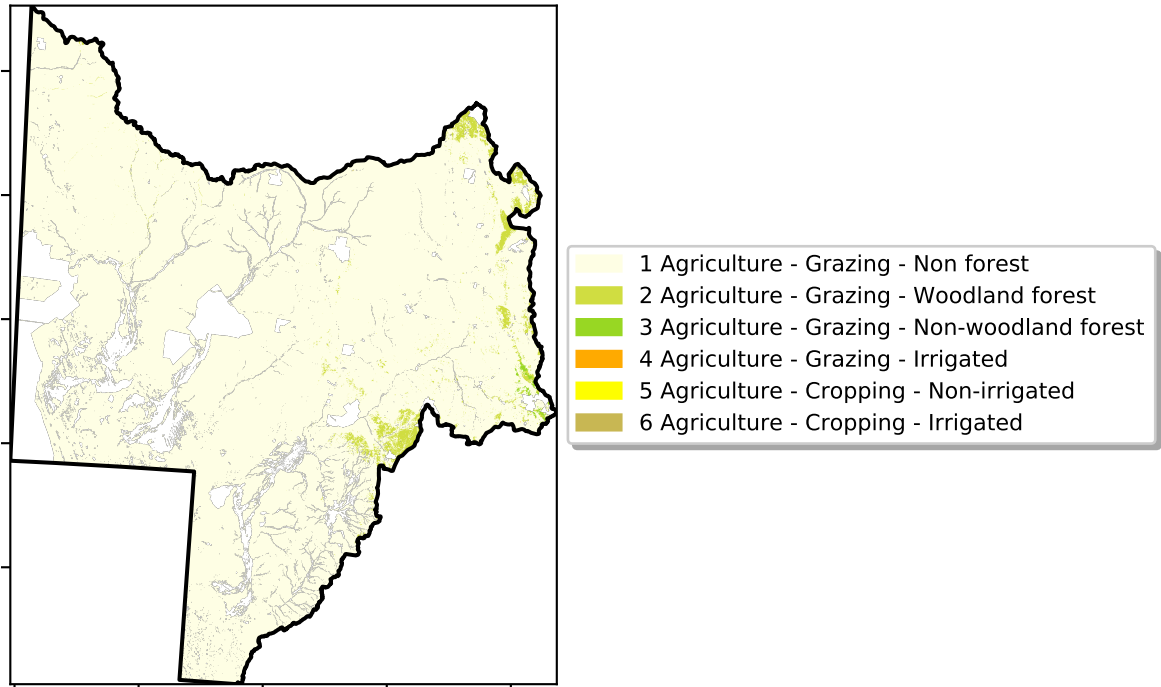 1 Agriculture - Grazing - Non forest
2 Agriculture - Grazing - Woodland forest
3 Agriculture - Grazing - Non-woodland forest
4 Agriculture - Grazing - Irrigated
5 Agriculture - Cropping - Non-irrigated
6 Agriculture - Cropping - Irrigated